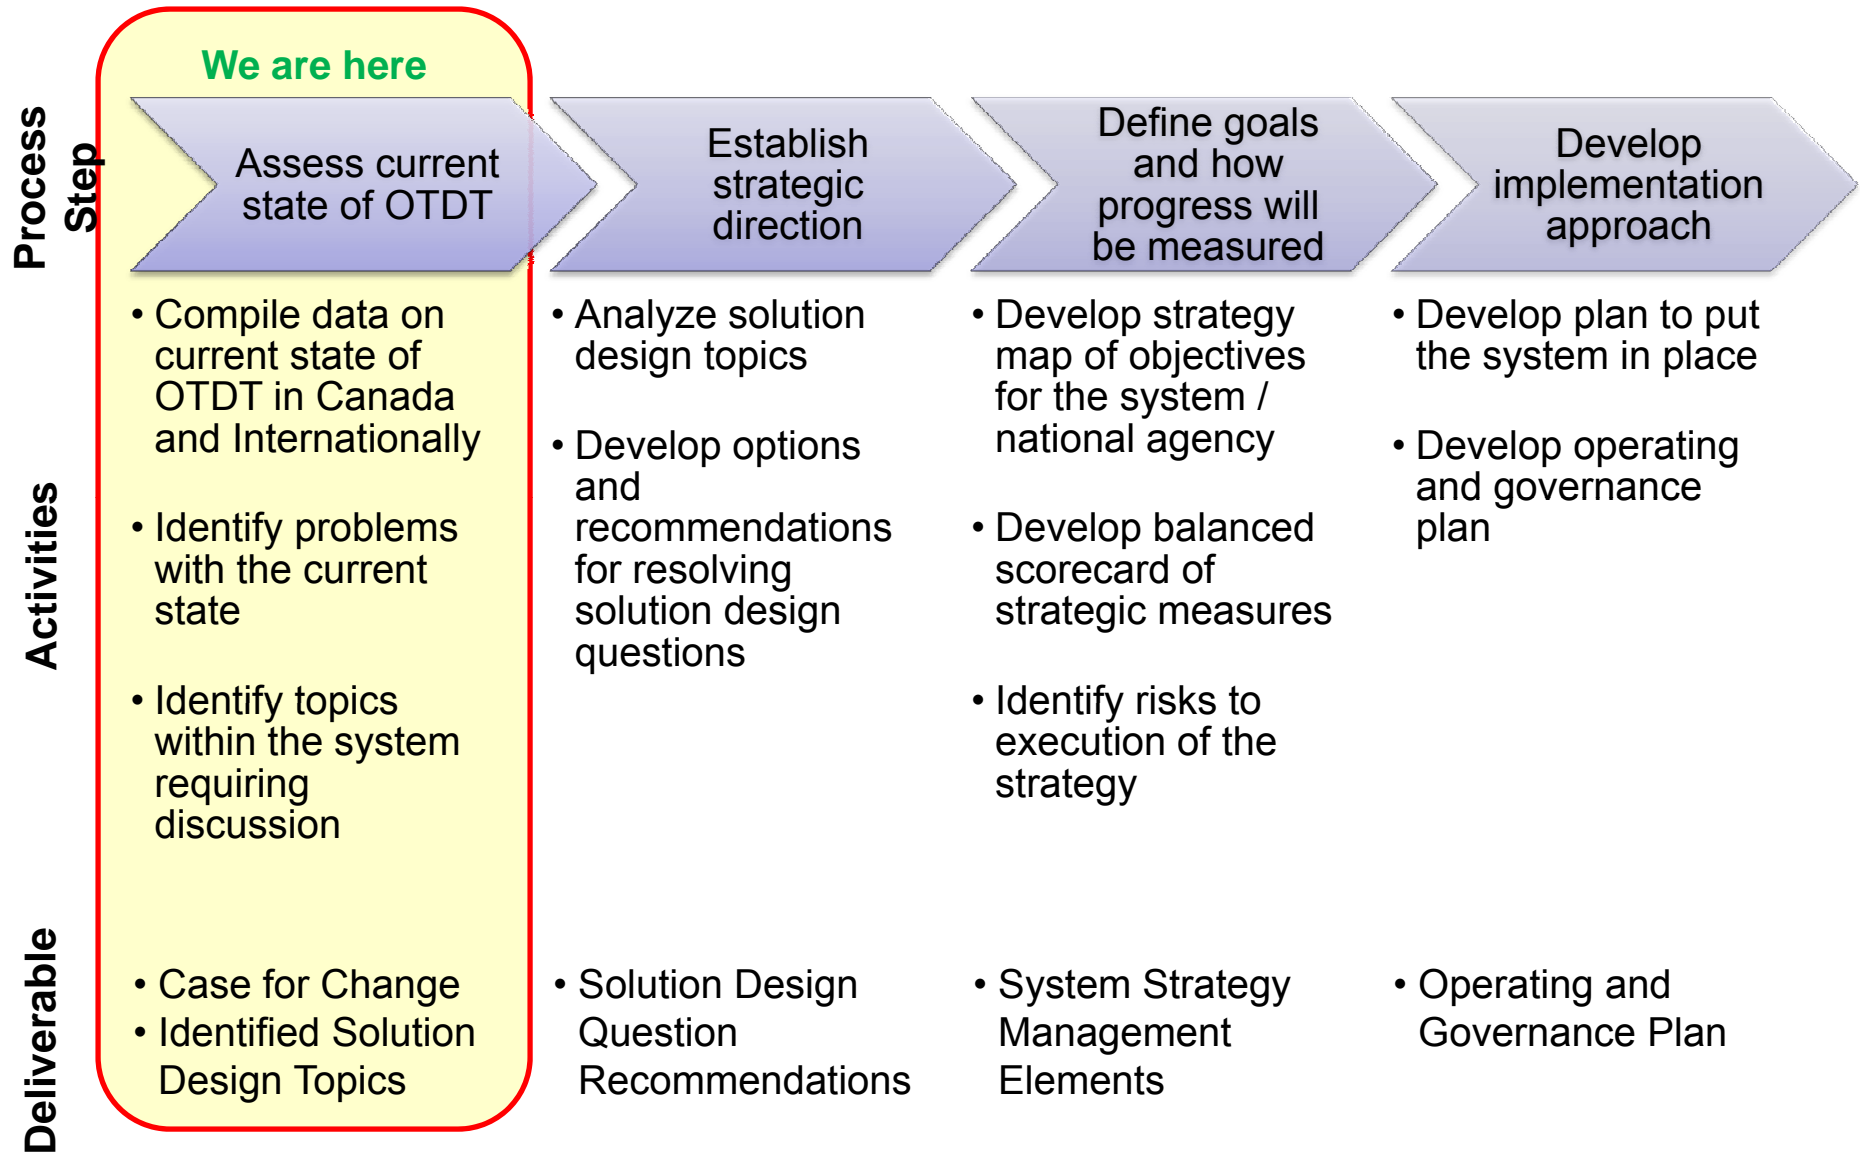 We are here
Process
Step
Assess current
state of OTDT
Establish
strategic
direction
Define goals
and how
progress will
be measured
Develop
implementation
approach
Activities
• Compile data on
current state of
OTDT in Canada
and Internationally
• Identify problems
with the current
state
• Identify topics
within the system
requiring
discussion
• Analyze solution
design topics
• Develop options
and
recommendations
for resolving
solution design
questions
• Develop strategy
map of objectives
for the system /
national agency
• Develop balanced
scorecard of
strategic measures
• Identify risks to
execution of the
strategy
• Develop plan to put
the system in place
• Develop operating
and governance
plan
Deliverable
• Case for Change
• Identified Solution
Design Topics
• Solution Design
Question
Recommendations
• System Strategy
Management
Elements
• Operating and
Governance Plan